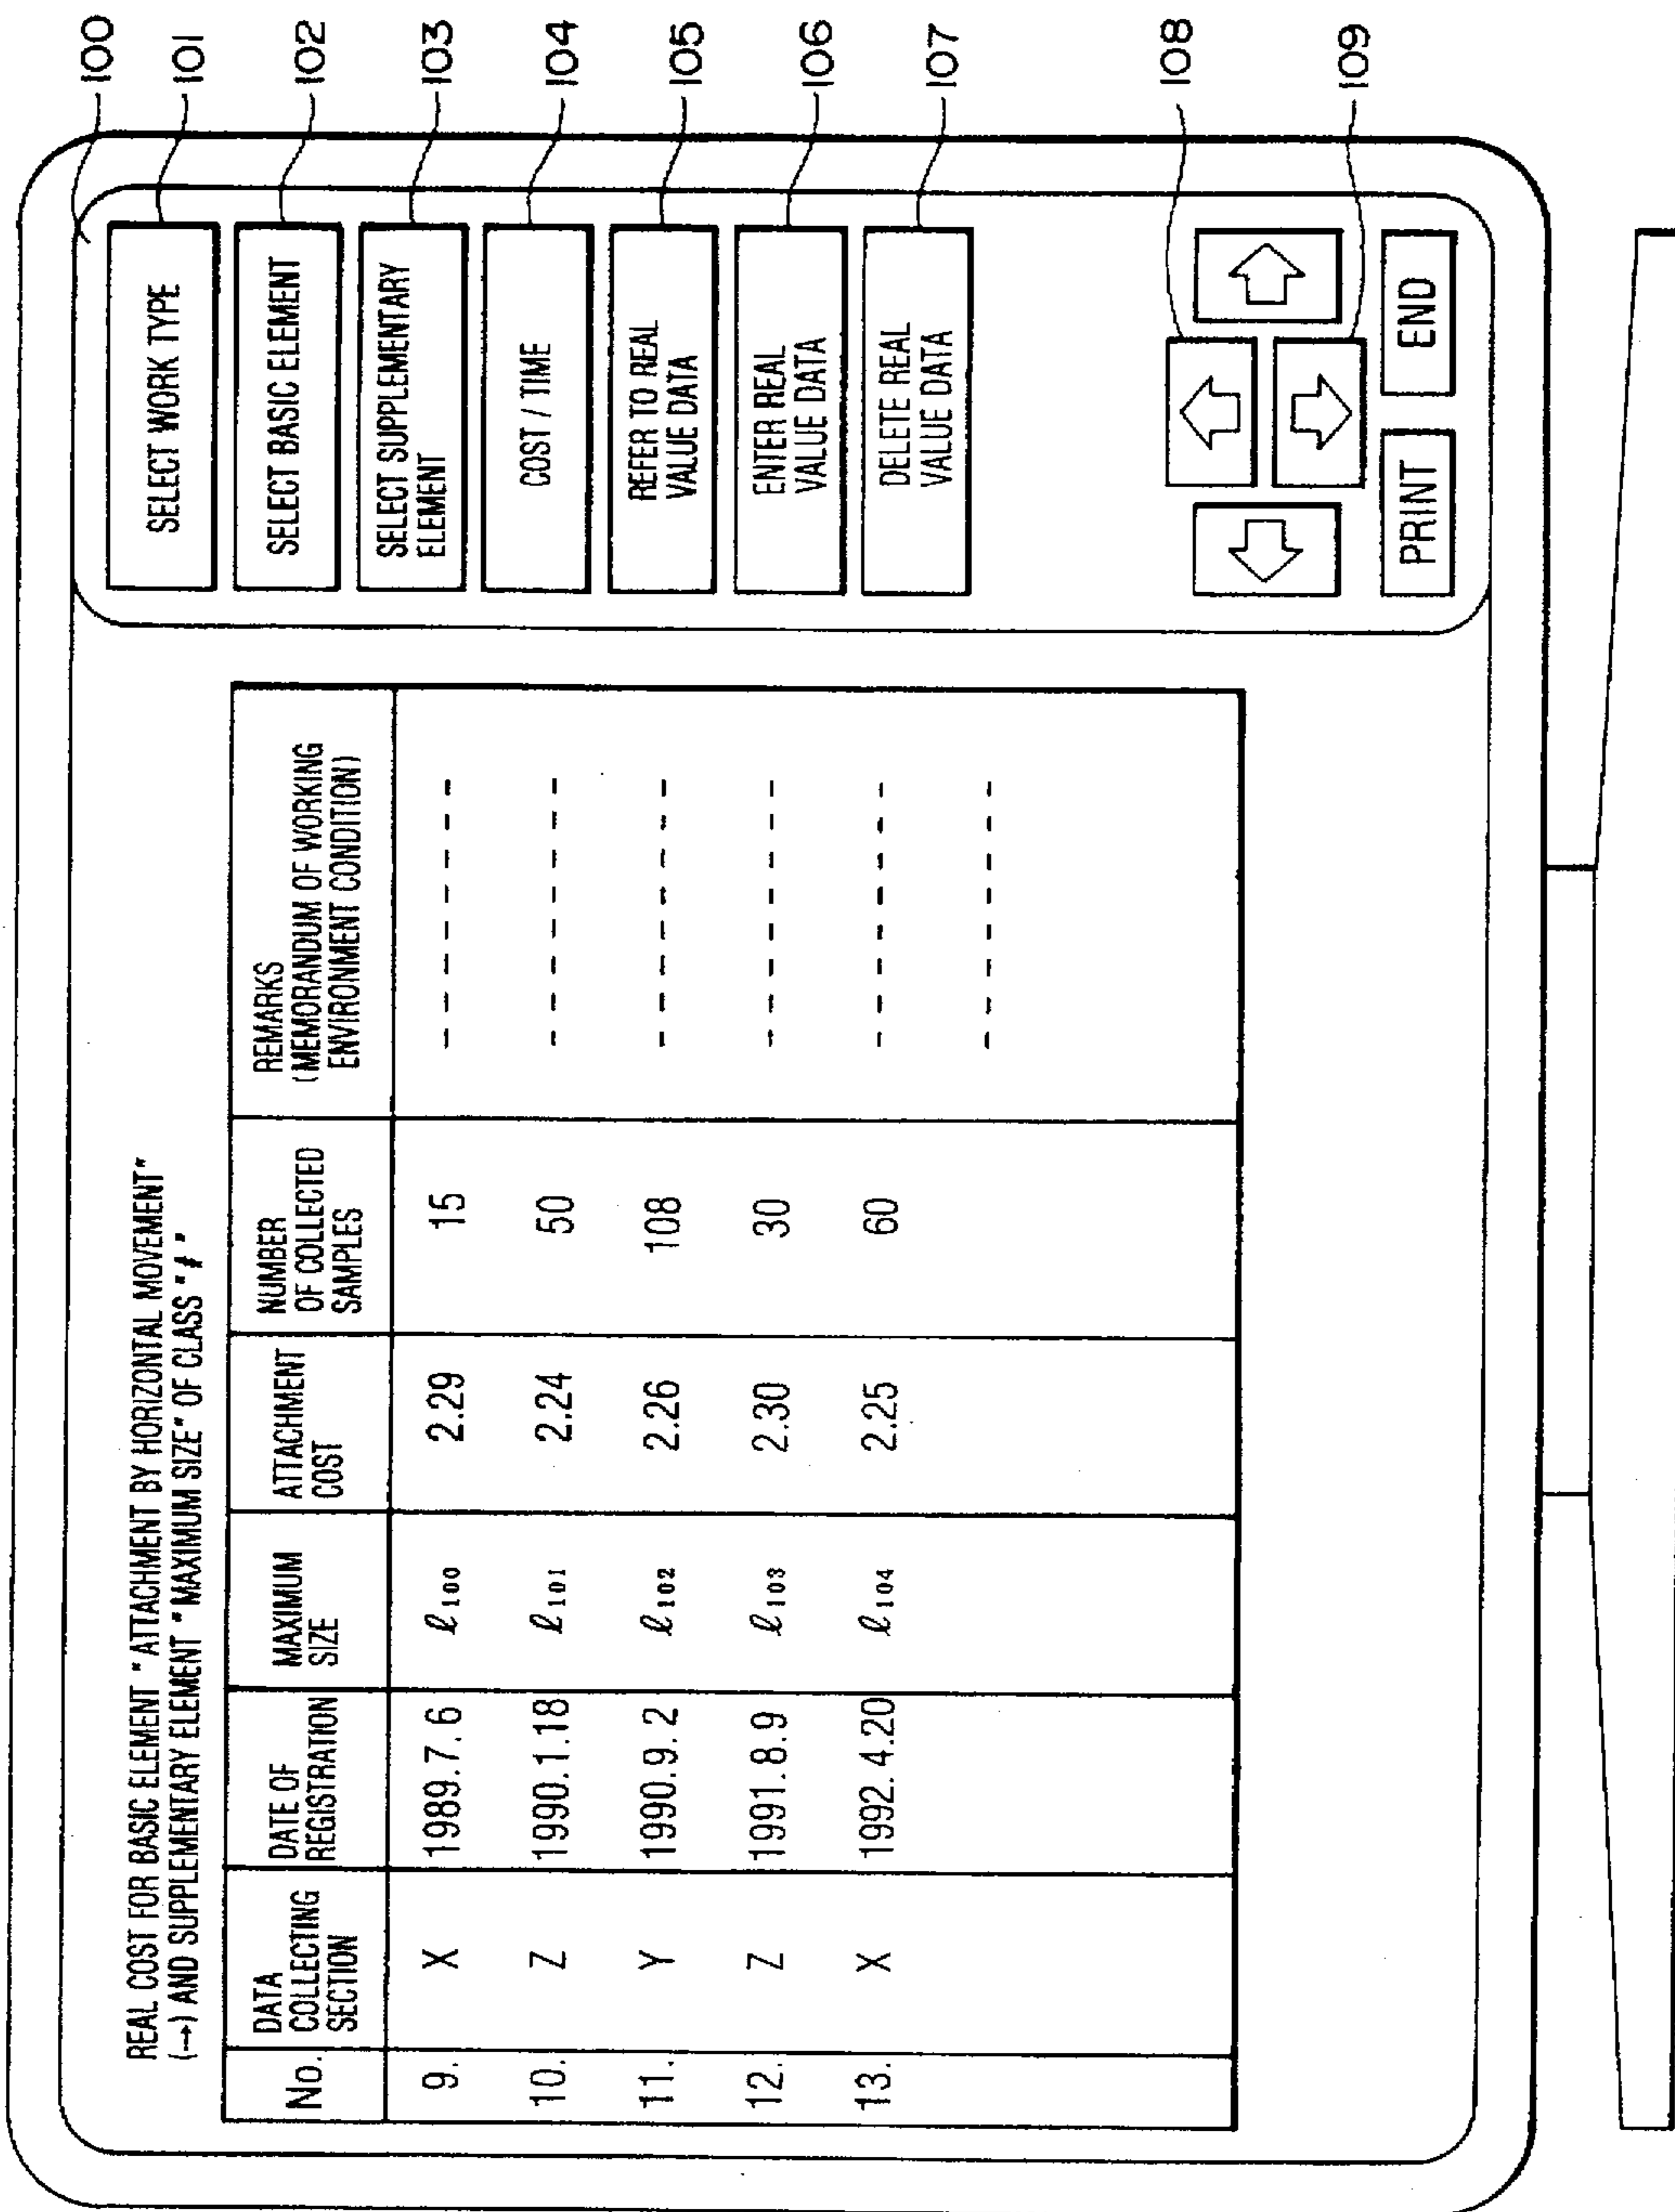 REAL COST FOR BASIC ELEMENT "ATTACHMENT BY HORIZONTAL MOVEMENT"
(→) AND SUPPLEMENTARY ELEMENT "MAXIMUM SIZE" OF CLASS "ℓ"
No.
DATA
COLLECTING
SECTION
DATE OF
REGISTRATION
MAXIMUM
SIZE
ATTACHMENT
COST
NUMBER
OF COLLECTED
SAMPLES
REMARKS
(MEMORANDUM OF WORKING
ENVIRONMENT CONDITION)
9. X 1989.7.6 ℓ100 2.29 15 --------
10. Z 1990.1.18 ℓ101 2.24 50 --------
11. Y 1990.9.2 ℓ102 2.26 108 --------
12. Z 1991.8.9 ℓ103 2.30 30 --------
13. X 1992.4.20 ℓ104 2.25 60 --------
--------
100
SELECT WORK TYPE
101
SELECT BASIC ELEMENT
102
SELECT SUPPLEMENTARY
ELEMENT
103
COST / TIME
104
REFER TO REAL
VALUE DATA
105
ENTER REAL
VALUE DATA
106
DELETE REAL
VALUE DATA
107
108
109
PRINT
END